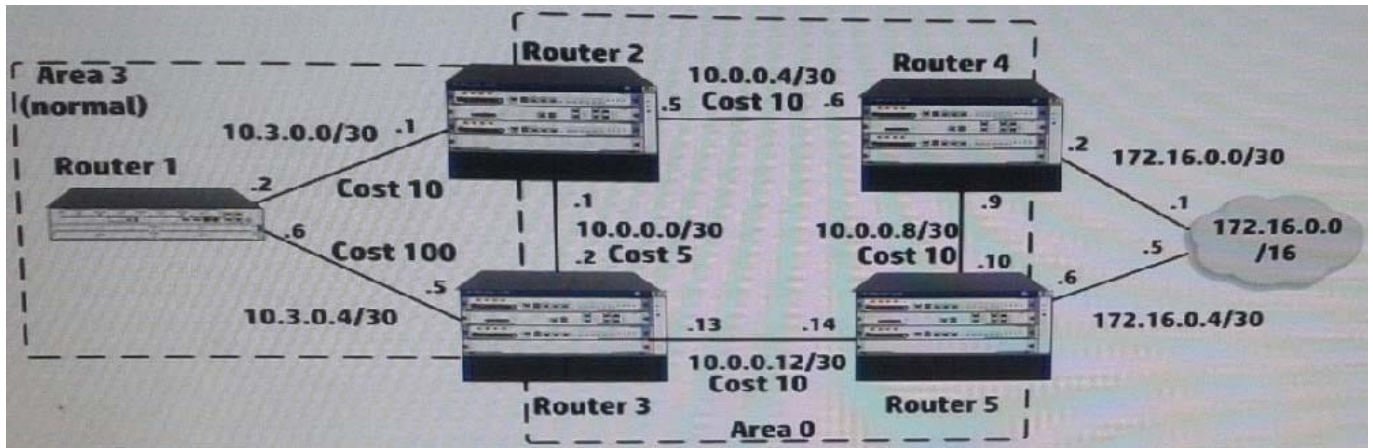 Area 3
(normal)
Router 1
10.3.0.0/30
.1
.2
Cost 10
.6
Cost 100
.5
10.3.0.4/30
Router 2
.5
10.0.0.4/30
Cost 10
.6
Router 4
.1
10.0.0.0/30
.2 Cost 5
.9
10.0.0.8/30
Cost 10
.10
.2
172.16.0.0/30
.1
172.16.0.0
/16
.5
.6
172.16.0.4/30
.13
.14
10.0.0.12/30
Cost 10
Router 3
Router 5
Area 0